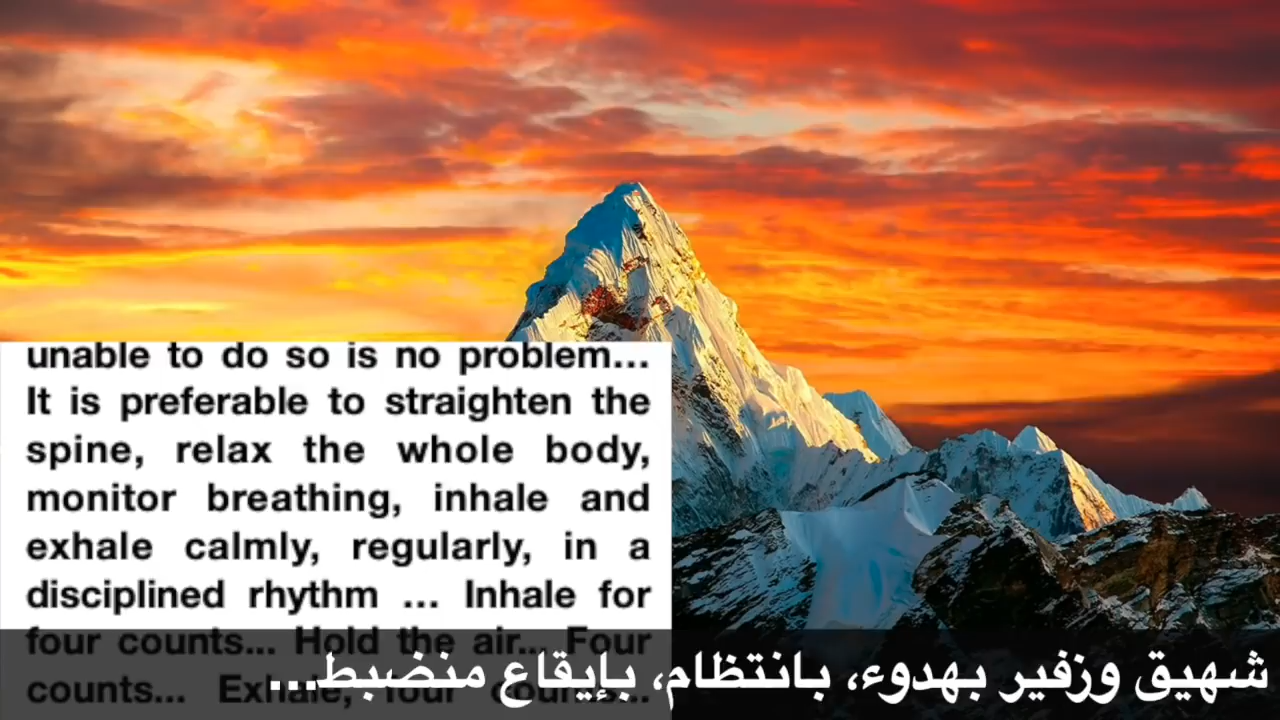 unable to do so is no problem...
It is preferable to straighten the
spine, relax the whole body,
monitor breathing, inhale and
exhale calmly, regularly, in a
disciplined rhythm ... Inhale for
four counts... Hold the air... Four
counts... Exhale, four counts...
شهيق وزفير بهدوء، بانتظام، بإيقاع منضبط...